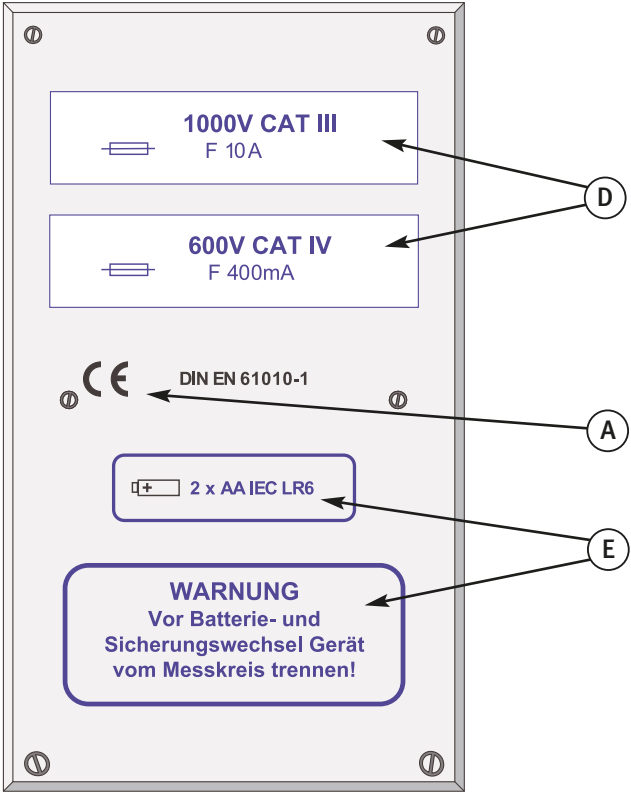 1000V CAT III
F 10A
D
600V CAT IV
F 400mA
CE DIN EN 61010-1
A
2 x AA IEC LR6
+
E
WARNUNG
Vor Batterie- und
Sicherungswechsel Gerät
vom Messkreis trennen!